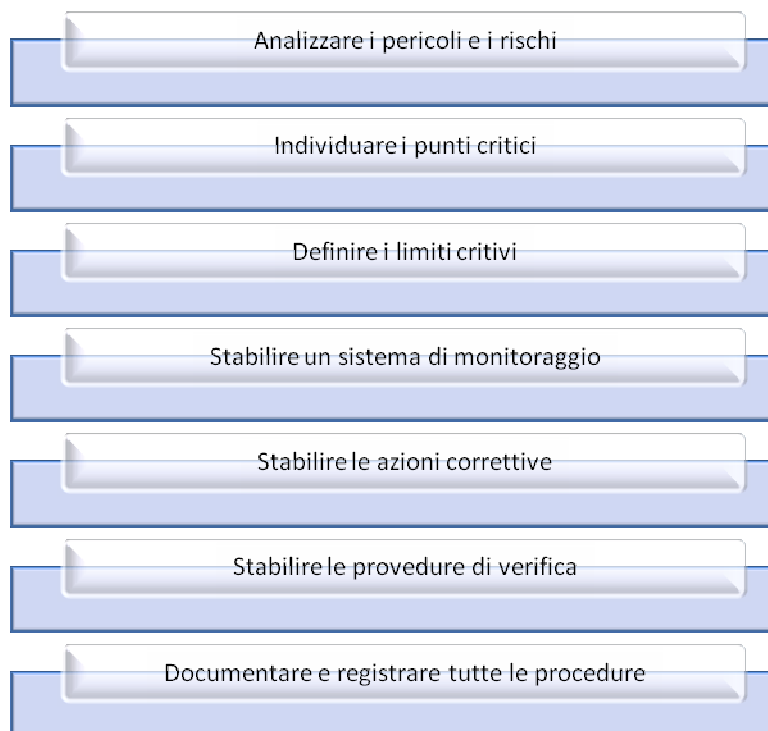 Analizzare i pericoli e i rischi
Individuare i punti critici
Definire i limiti critivi
Stabilire un sistema di monitoraggio
Stabilire le azioni correttive
Stabilire le provedure di verifica
Documentare e registrare tutte le procedure